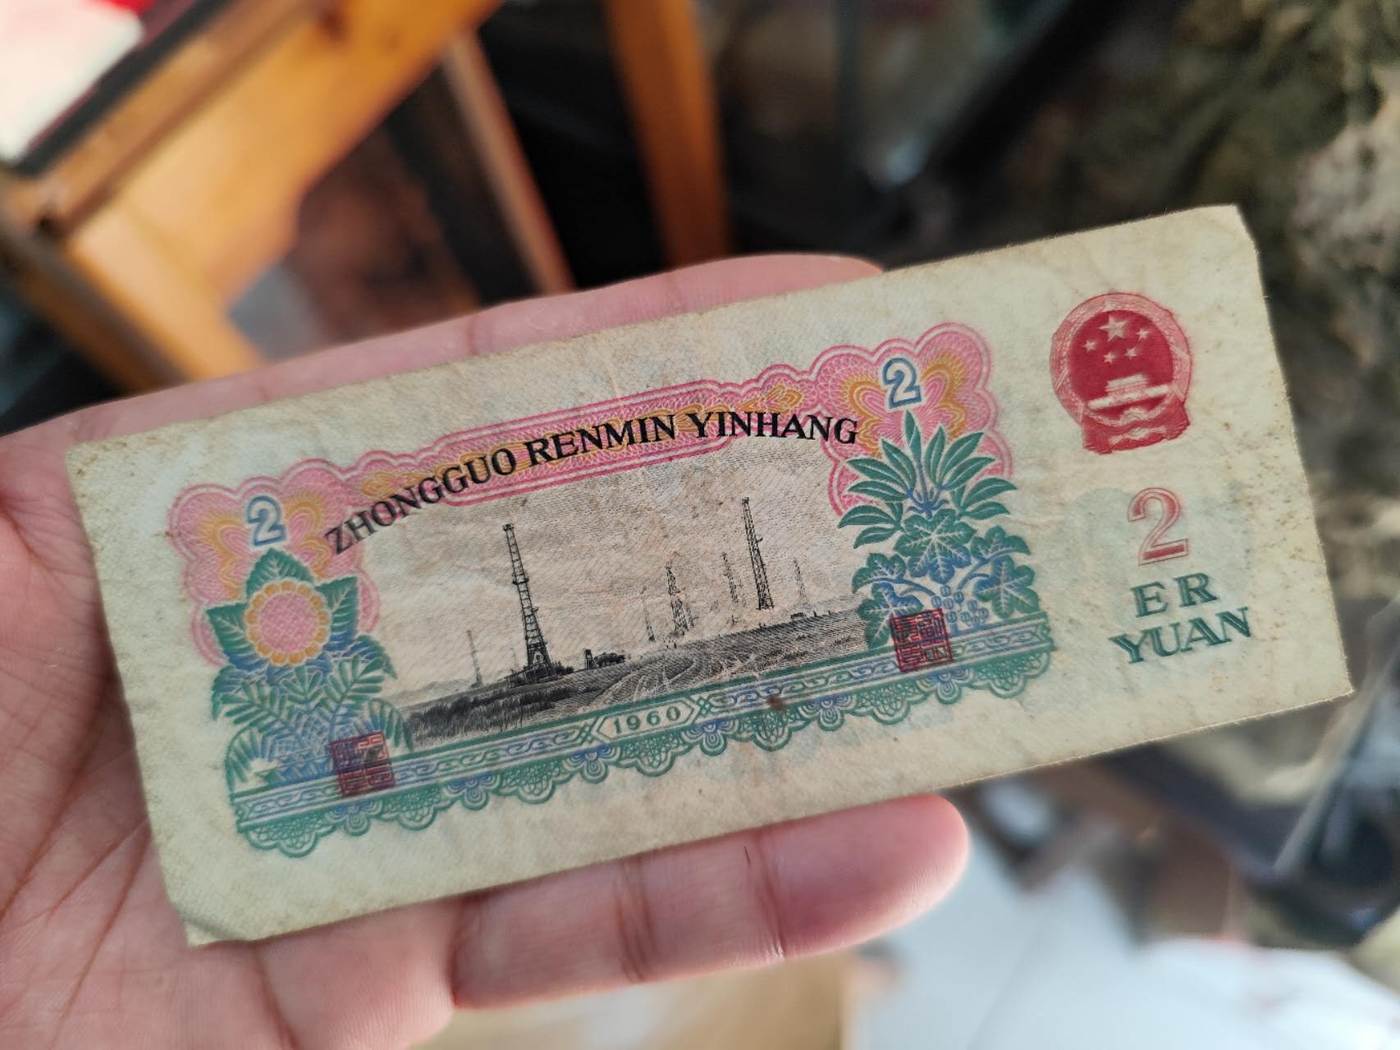 ZHONGGUO RENMIN YINHANG
2
2
2
ER
YUAN
1960